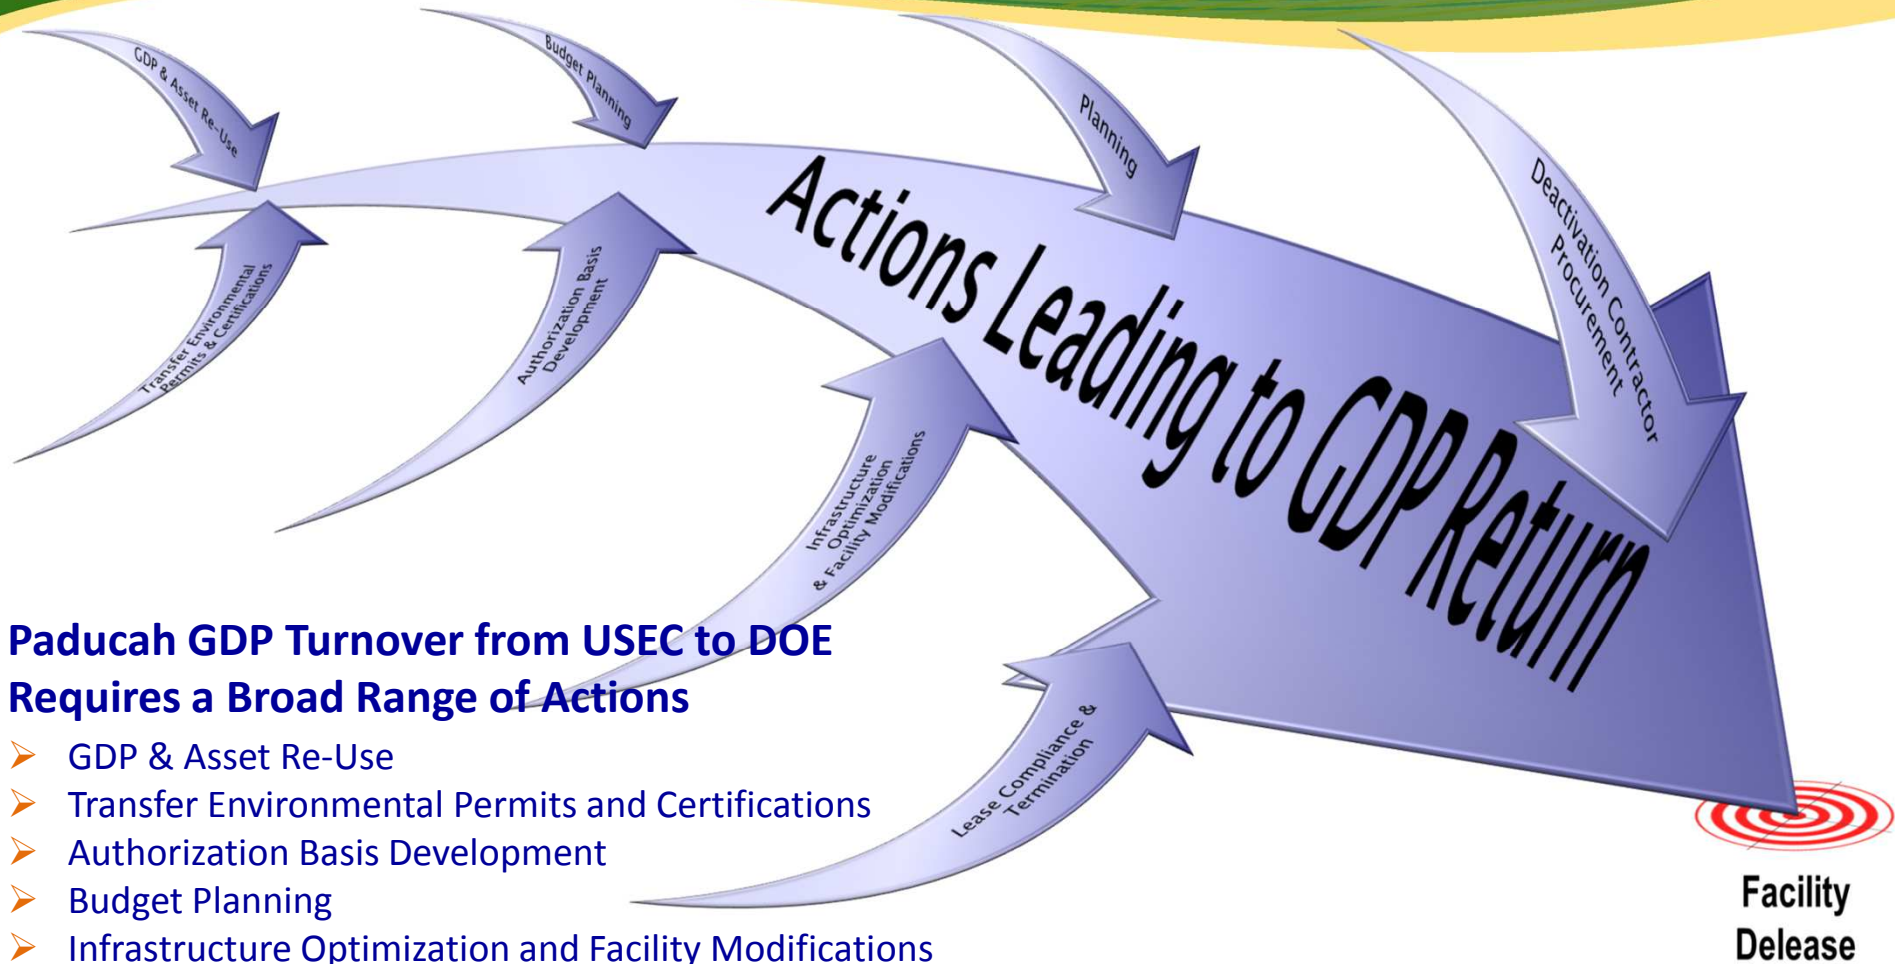 GDP & Asset Re-Use
Budget Planning
Planning
Deactivation Contractor
Procurement
Transfer Environmental
Permits & Certifications
Authorization Basis
Development
Actions Leading to GDP Return
Infrastructure
Optimization
& Facility Modifications
Lease Compliance &
Termination
Paducah GDP Turnover from USEC to DOE
Requires a Broad Range of Actions
GDP & Asset Re-Use
Transfer Environmental Permits and Certifications
Authorization Basis Development
Budget Planning
Infrastructure Optimization and Facility Modifications
Facility
Delease